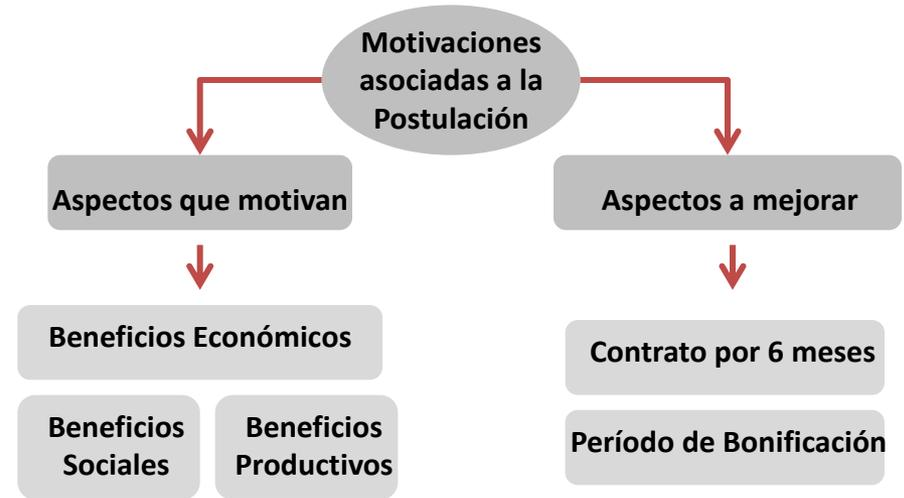 Motivaciones
asociadas a la
Postulación
Aspectos que motivan
Aspectos a mejorar
Beneficios Económicos
Beneficios
Sociales
Beneficios
Productivos
Contrato por 6 meses
Período de Bonificación